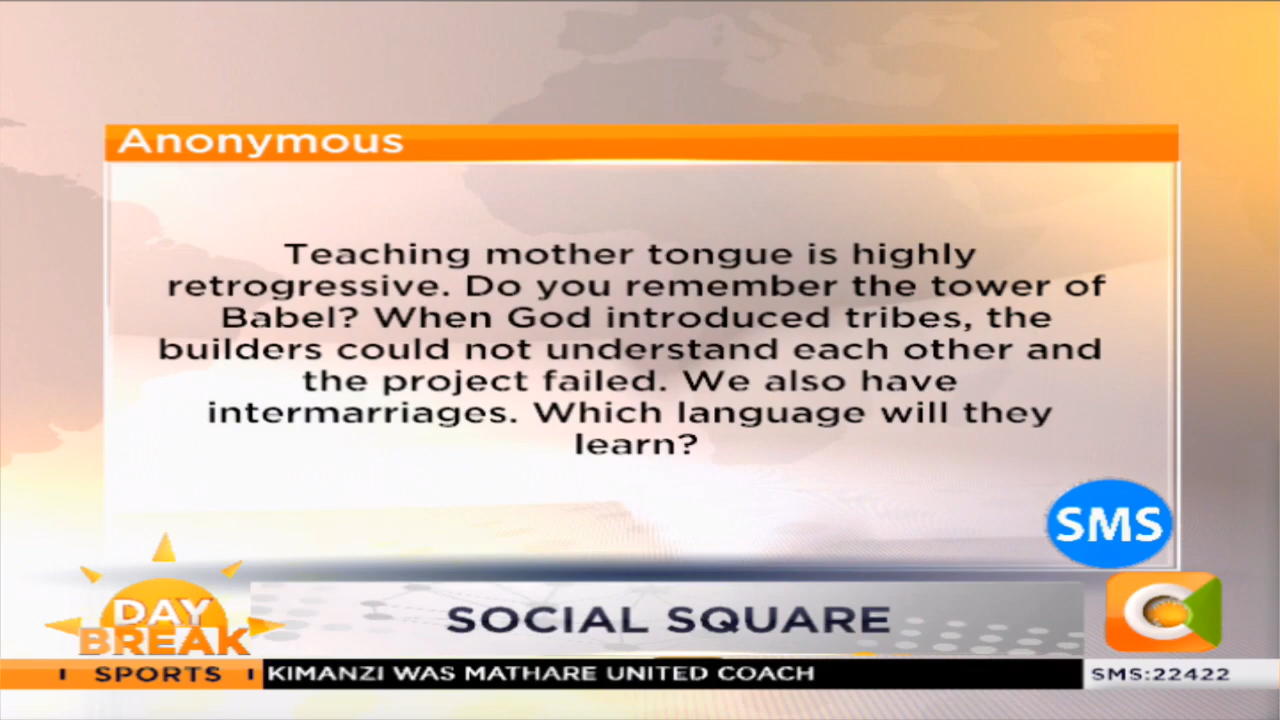 Anonymous
Teaching mother tongue is highly
retrogressive. Do you remember the tower of
Babel? When God introduced tribes, the
builders could not understand each other and
the project failed. We also have
intermarriages. Which language will they
learn?
SMS
DAY
BREAK
SOCIAL SQUARE
SPORTS
KIMANZI WAS MATHARE UNITED COACH
SMS:22422